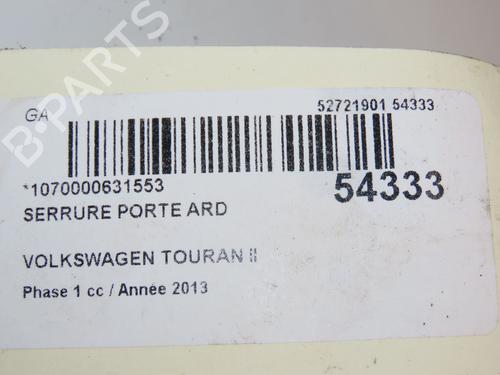 B-PARTS
GA
52721901 54333
*1070000631553
54333
SERRURE PORTE ARD
VOLKSWAGEN TOURAN II
Phase 1 cc / Année 2013